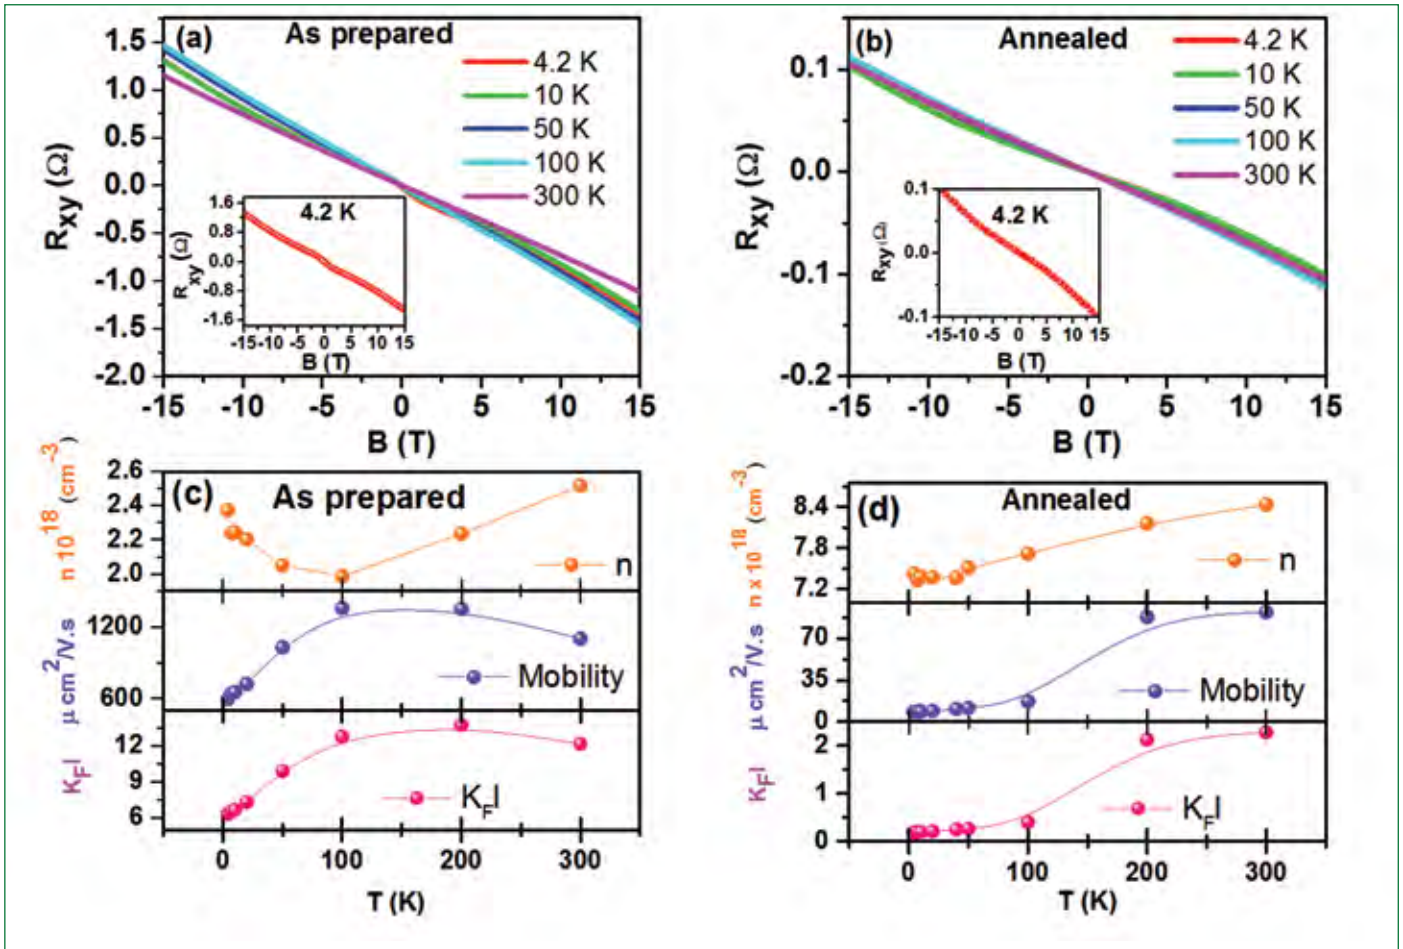 (a) As prepared
4.2 K
10 K
50 K
100 K
300 K
Rxy (Ω)
1.5
1.0
0.5
0.0
-0.5
-1.0
-1.5
-2.0
4.2 K
Rxy (Ω)
1.6
0.8
0.0
-0.8
-1.6
-15 -10 -5 0 5 10 15
B (T)
-15 -10 -5 0 5 10 15
B (T)
(b) Annealed
4.2 K
10 K
50 K
100 K
300 K
Rxy (Ω)
0.1
0.0
-0.1
-0.2
4.2 K
Rxy (Ω)
0.1
0.0
-0.1
-15 -10 -5 0 5 10 15
B (T)
-15 -10 -5 0 5 10 15
B (T)
(c) As prepared
n 10^18 (cm^-3)
2.6
2.4
2.2
2.0
n
μ cm^2/V.s
1200
600
Mobility
K_Fl
12
9
6
K_Fl
0 100 200 300
T (K)
(d) Annealed
n x 10^18 (cm^-3)
8.4
7.8
7.2
n
μ cm^2/V.s
70
35
0
Mobility
K_Fl
2
1
0
K_Fl
0 100 200 300
T (K)